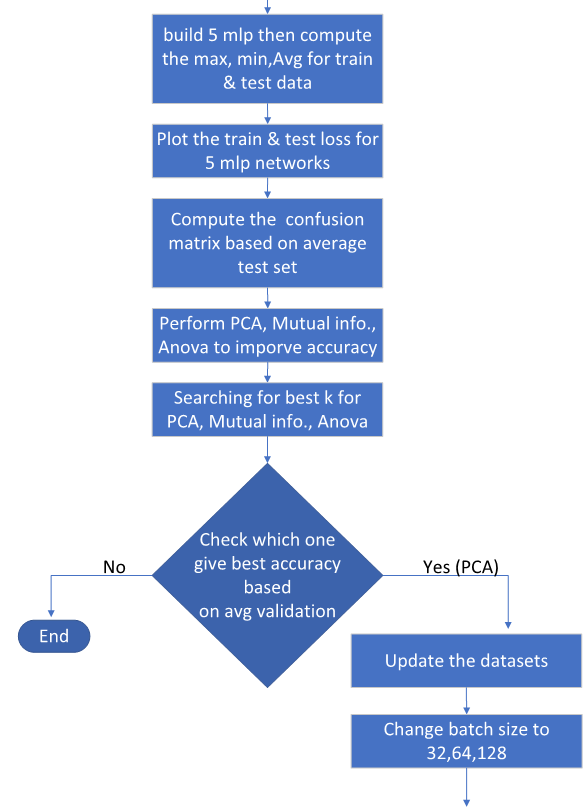 build 5 mlp then compute
the max, min,Avg for train
& test data
Plot the train & test loss for
5 mlp networks
Compute the confusion
matrix based on average
test set
Perform PCA, Mutual info.,
Anova to imporve accuracy
Searching for best k for
PCA, Mutual info., Anova
Check which one
give best accuracy
based
on avg validation
No
Yes (PCA)
End
Update the datasets
Change batch size to
32,64,128